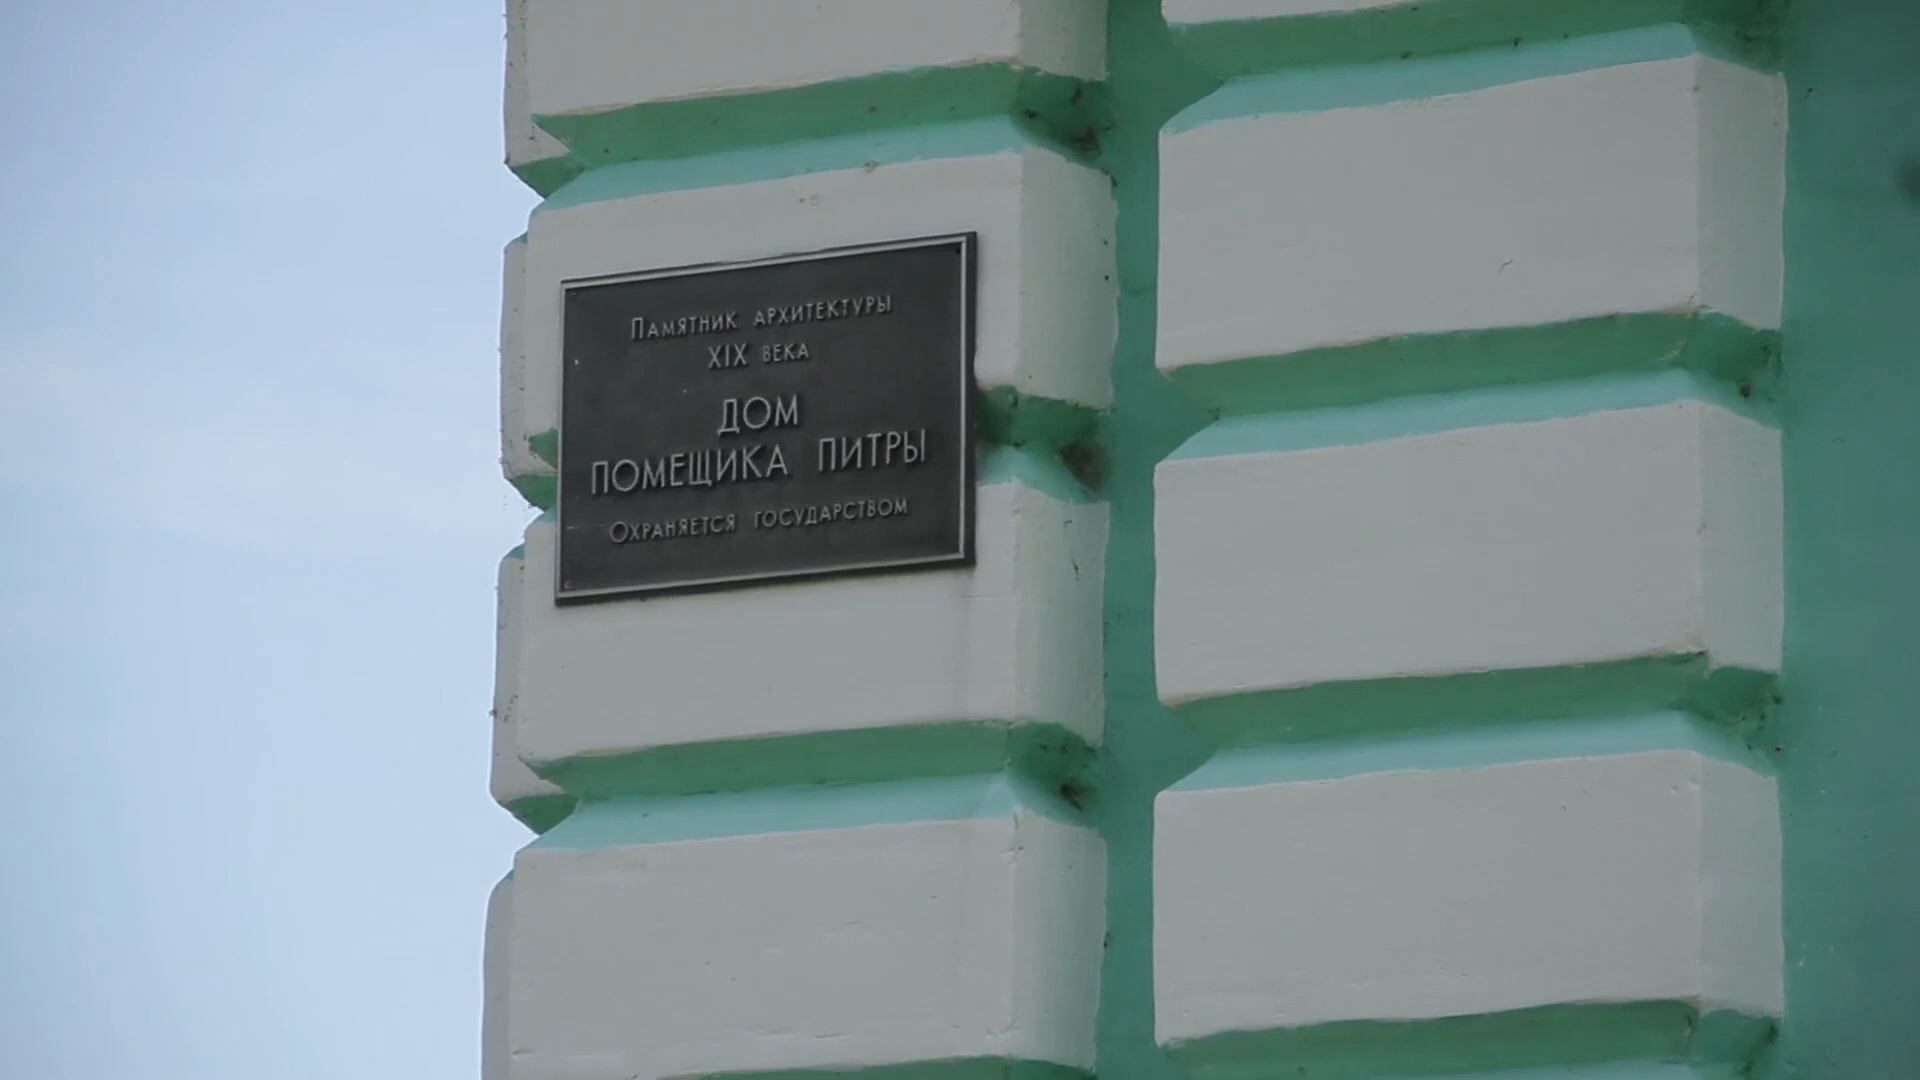 Памятник архитектуры
XIX века
ДОМ
ПОМЕЩИКА ПИТРЫ
Охраняется государством